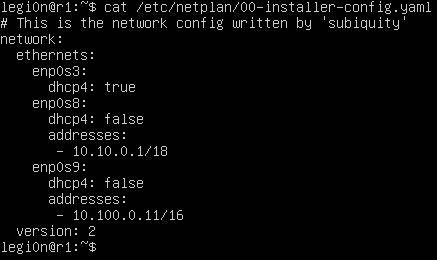 legi0n@r1:~$ cat /etc/netplan/00-installer-config.yaml
# This is the network config written by 'subiquity'
network:
  ethernets:
    enp0s3:
      dhcp4: true
    enp0s8:
      dhcp4: false
      addresses:
       - 10.10.0.1/18
    enp0s9:
      dhcp4: false
      addresses:
       - 10.100.0.11/16
  version: 2
legi0n@r1:~$